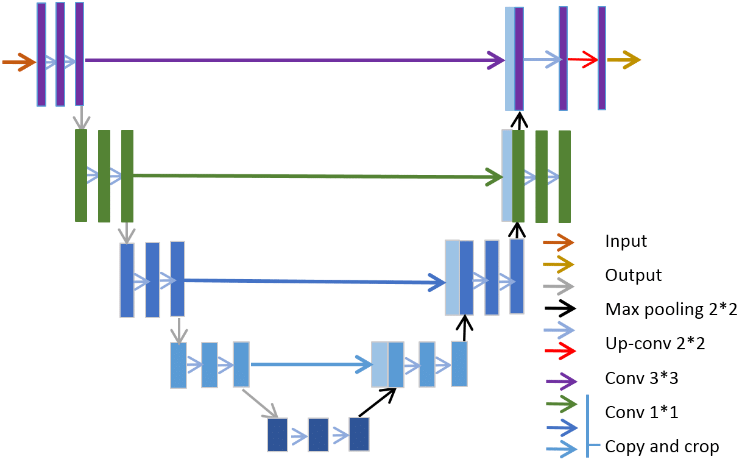 Input
Output
Max pooling 2*2
Up-conv 2*2
Conv 3*3
Conv 1*1
Copy and crop